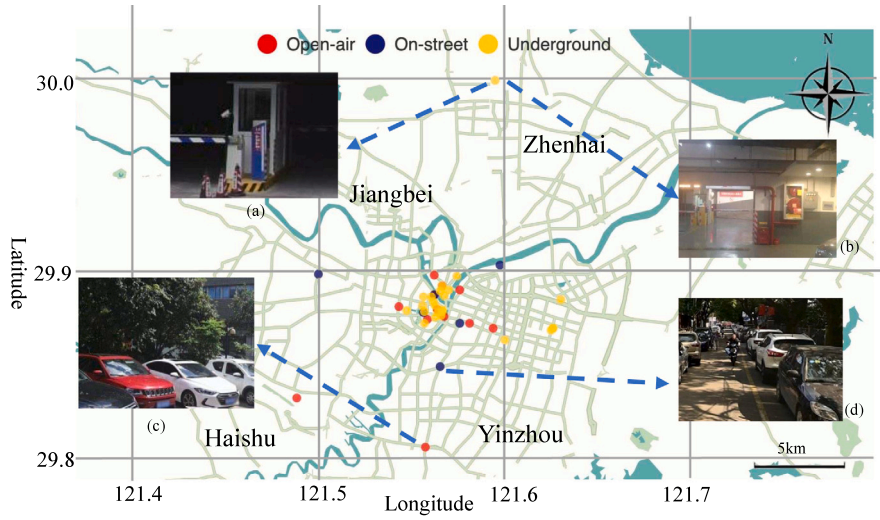 Open-air On-street Underground
N
30.0
Zhenhai
Jiangbei
(a)
(b)
Latitude
29.9
(c)
(d)
Haishu
Yinzhou
5km
29.8
121.4 121.5 121.6 121.7
Longitude